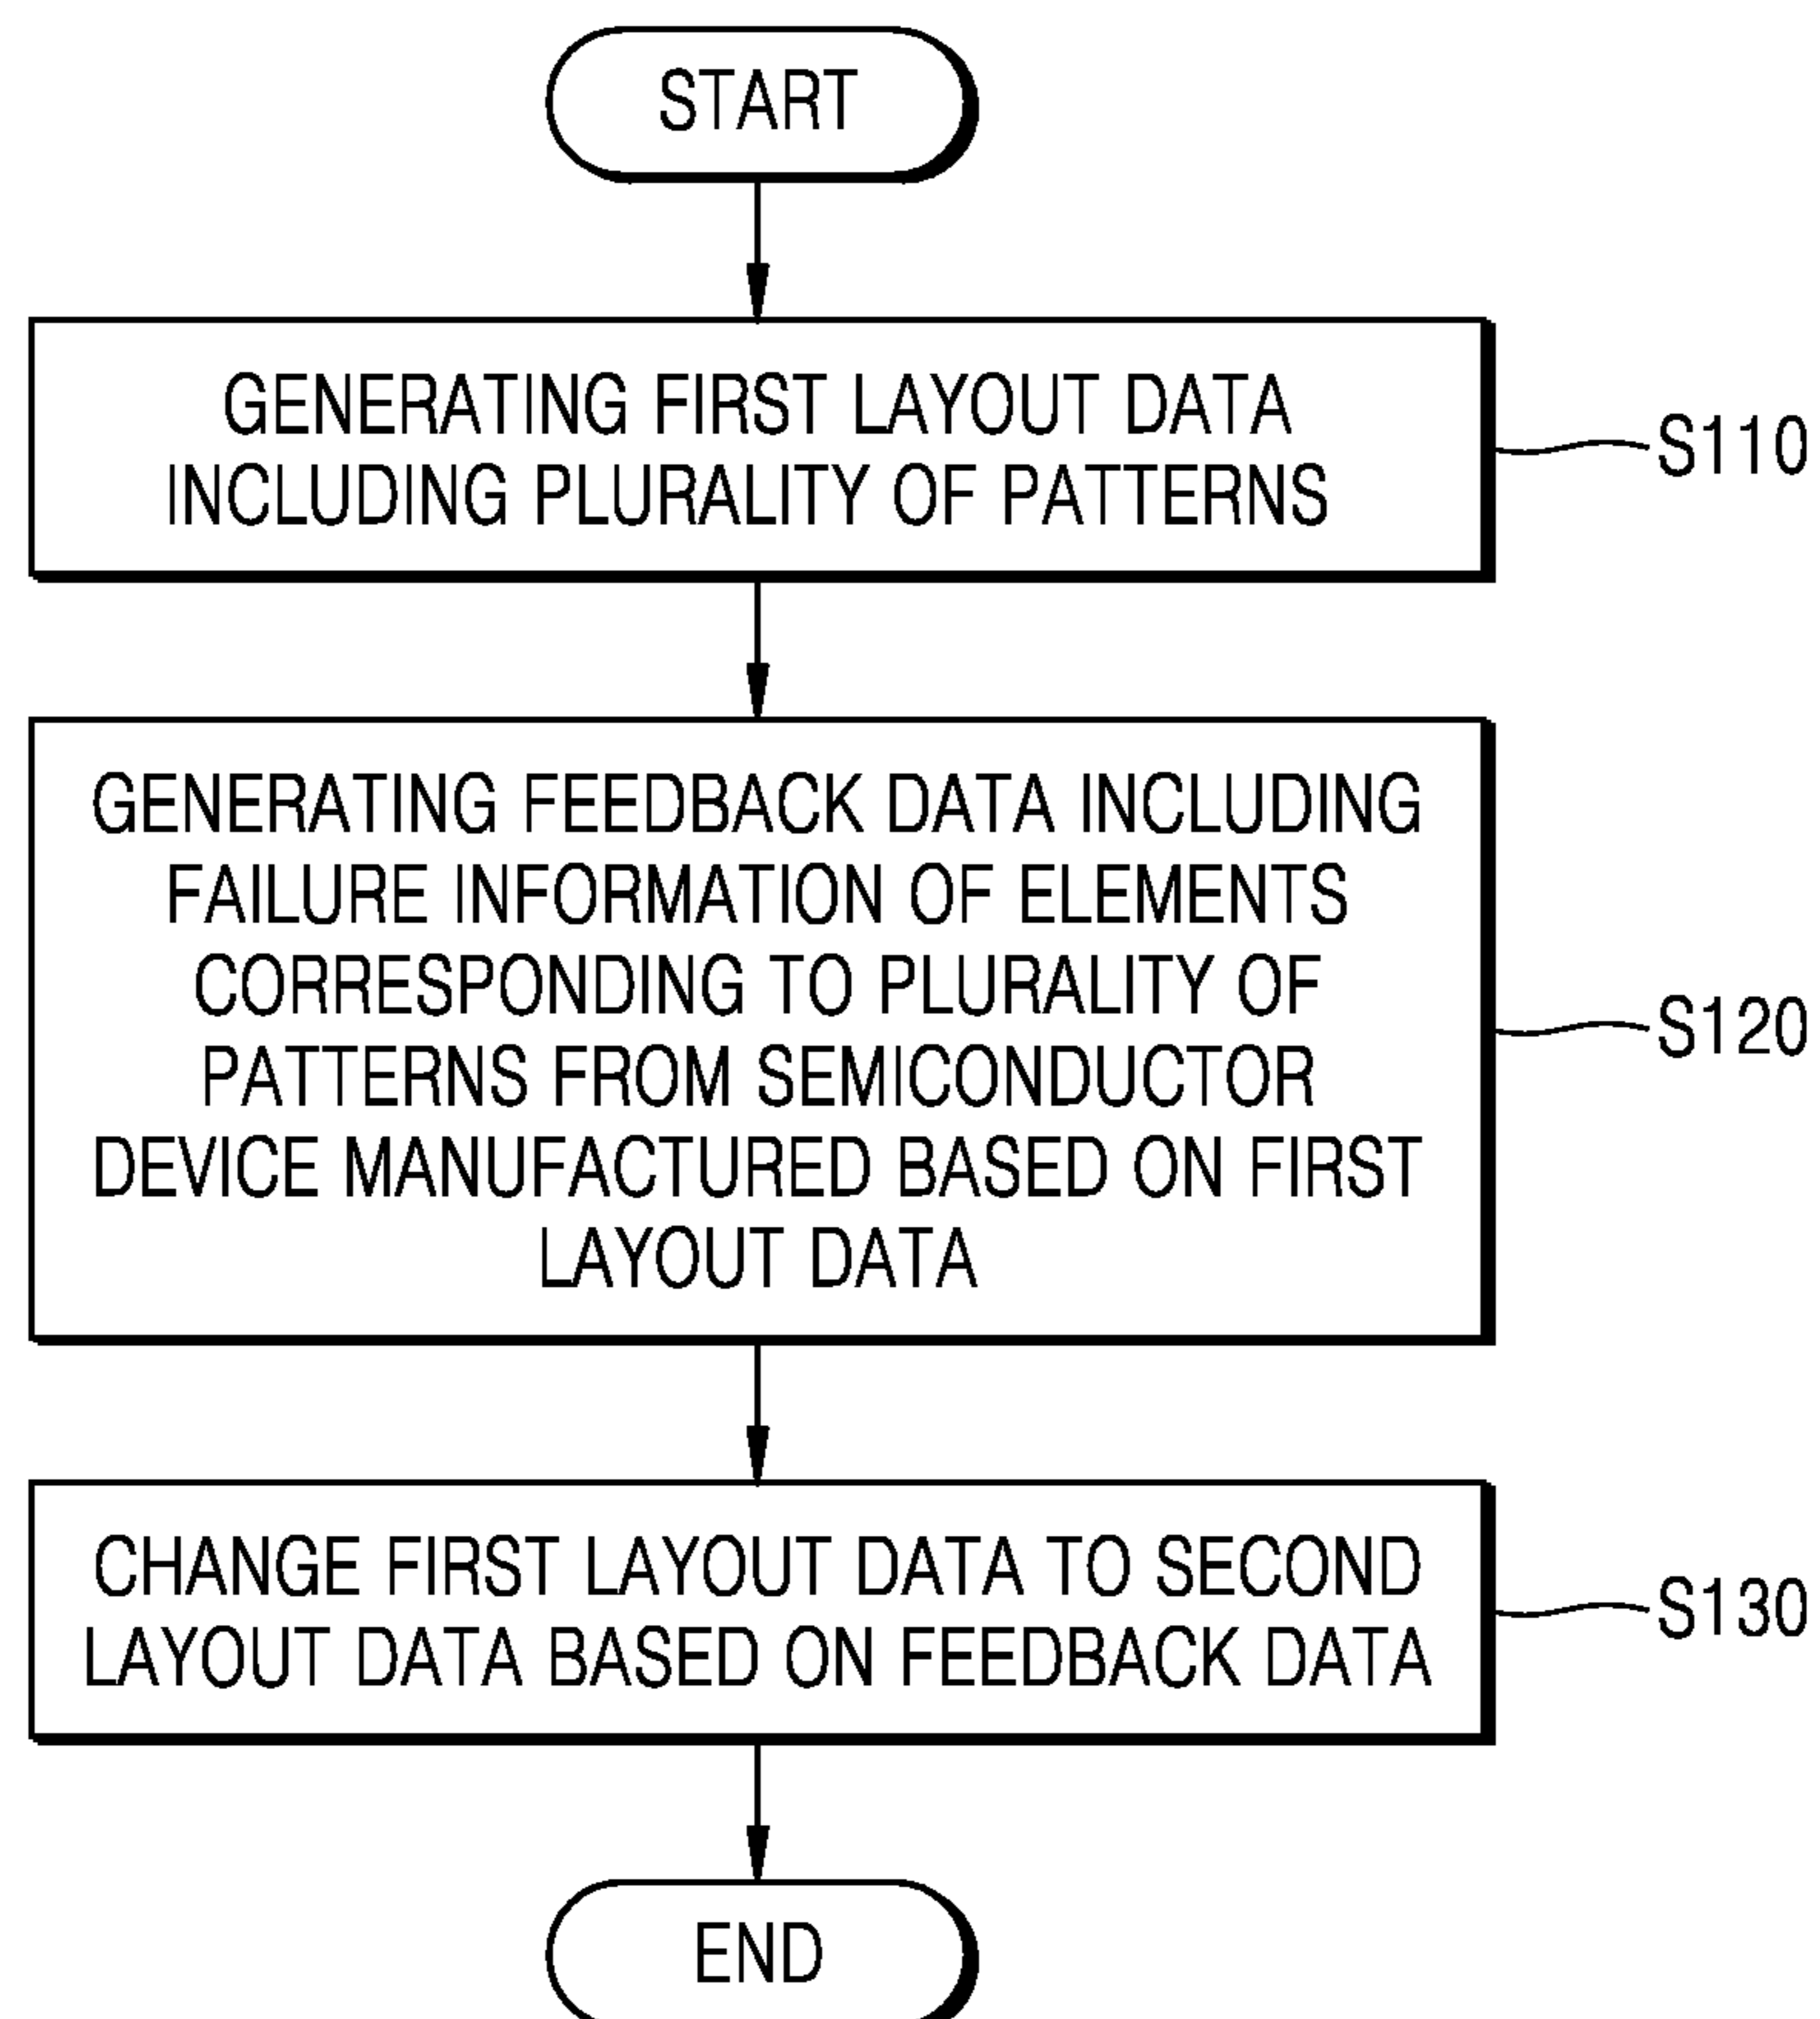 START
GENERATING FIRST LAYOUT DATA
INCLUDING PLURALITY OF PATTERNS
S110
GENERATING FEEDBACK DATA INCLUDING
FAILURE INFORMATION OF ELEMENTS
CORRESPONDING TO PLURALITY OF
PATTERNS FROM SEMICONDUCTOR
DEVICE MANUFACTURED BASED ON FIRST
LAYOUT DATA
S120
CHANGE FIRST LAYOUT DATA TO SECOND
LAYOUT DATA BASED ON FEEDBACK DATA
S130
END